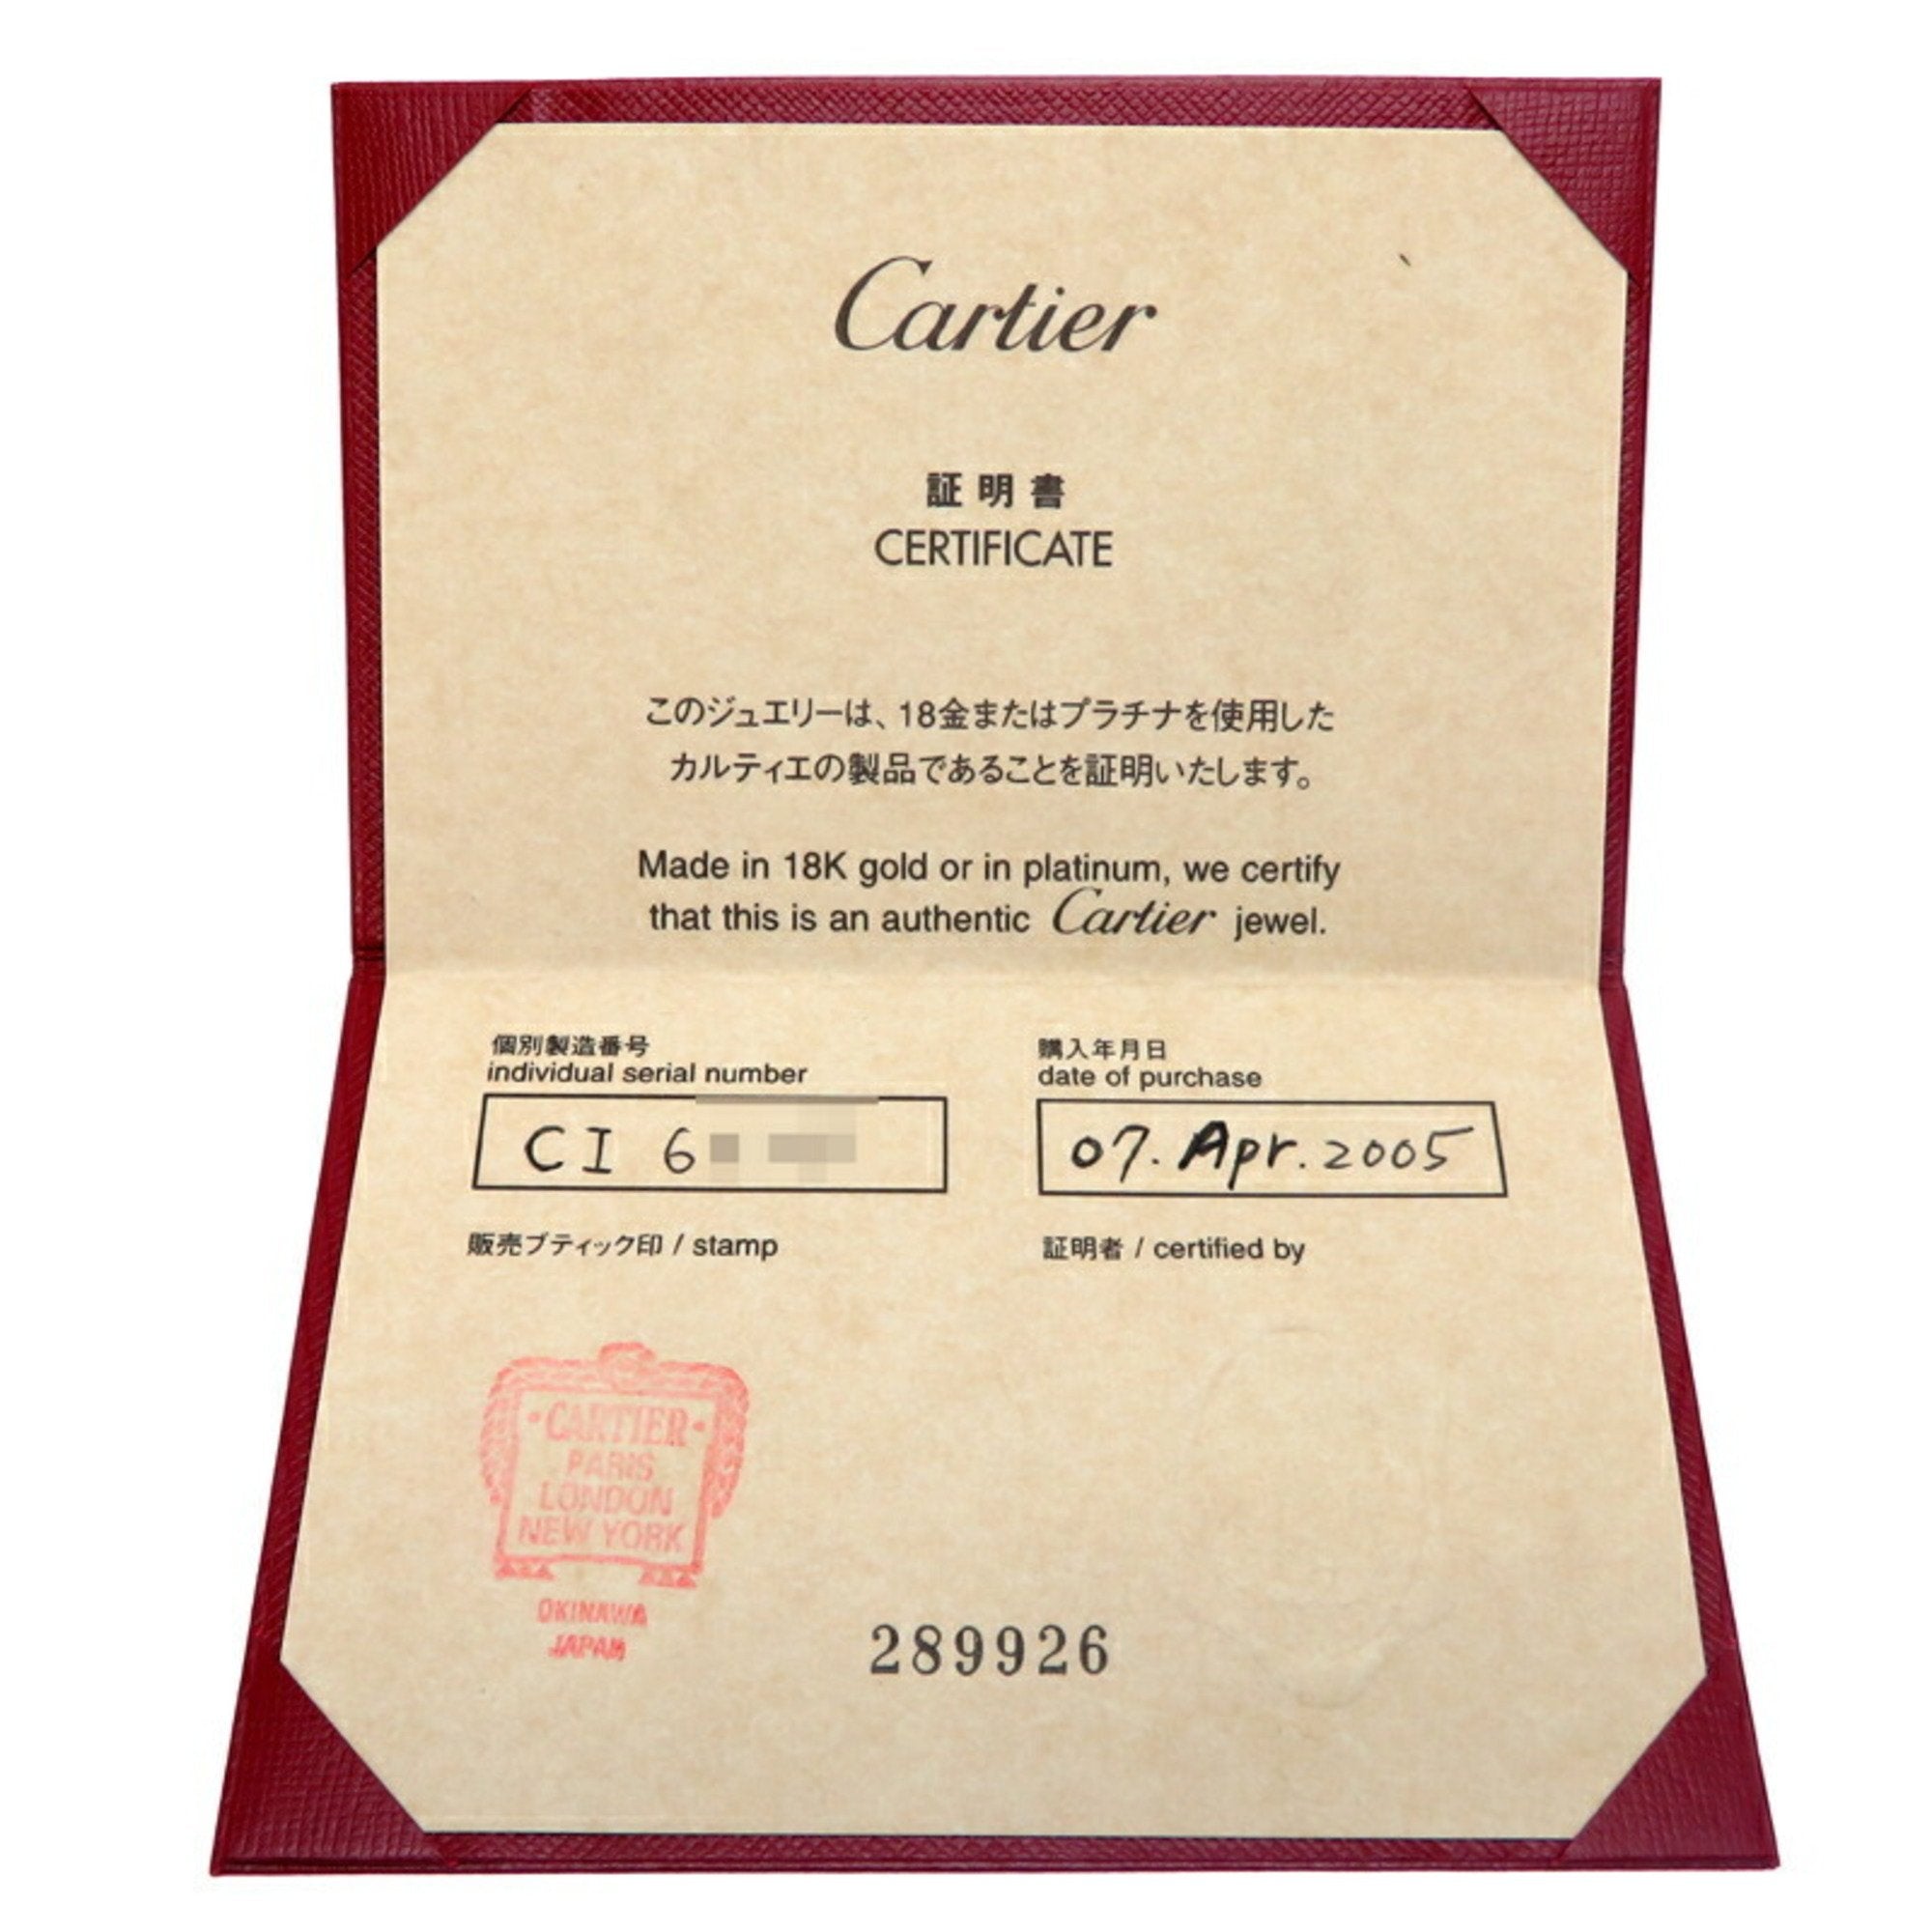 Cartier
証明書
CERTIFICATE
このジュエリーは、18金またはプラチナを使用した
カルティエの製品であることを証明いたします。
Made in 18K gold or in platinum, we certify
that this is an authentic Cartier jewel.
個別製造番号
individual serial number
CI 6
購入年月日
date of purchase
07. Apr. 2005
販売ブティック印 / stamp
証明者 / certified by
CARTIER
PARIS
LONDON
NEW YORK
OKINAWA
JAPAN
289926